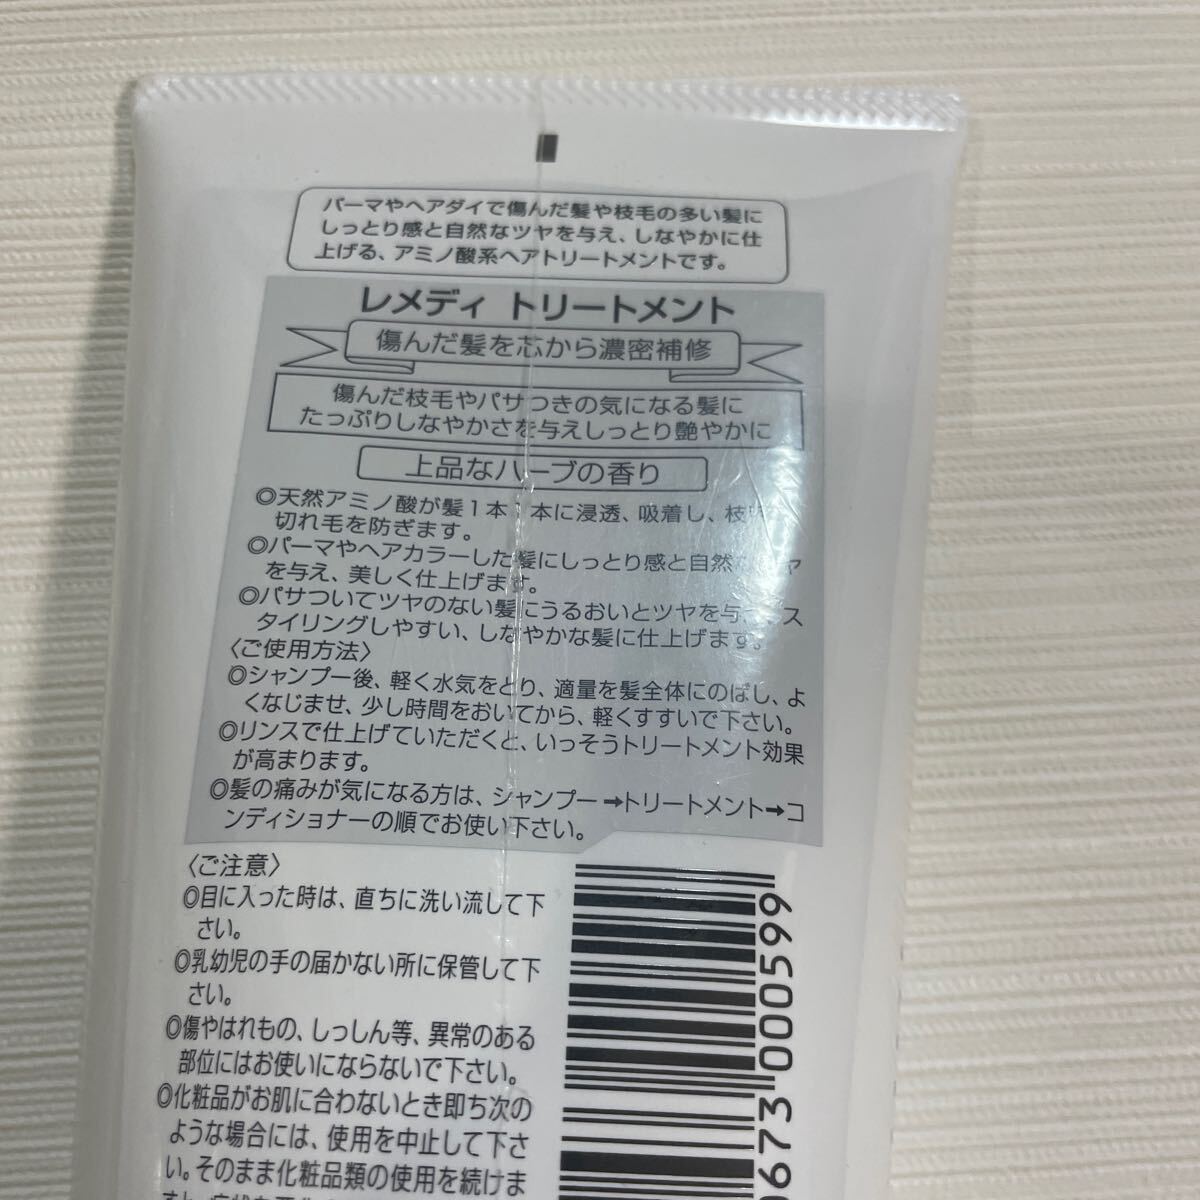 パーマやヘアダイで傷んだ髪や枝毛の多い髪に
しっとり感と自然なツヤを与え、しなやかに仕
上げる、アミノ酸系ヘアトリートメントです。
レメディ トリートメント
傷んだ髪を芯から濃密補修
傷んだ枝毛やパサつきの気になる髪に
たっぷりしなやかさを与えしっとり艶やかに
上品なハーブの香り
◎天然アミノ酸が髪1本1本に浸透、吸着し、枝
切れ毛を防ぎます。
◎パーマやヘアカラーした髪にしっとり感と自然なツヤ
を与え、美しく仕上げます。
◎パサついてツヤのない髪にうるおいとツヤを与えス
タイリングしやすい、しなやかな髪に仕上げます。
〈ご使用方法〉
◎シャンプー後、軽く水気をとり、適量を髪全体にのばし、よ
くなじませ、少し時間をおいてから、軽くすすいで下さい。
◎リンスで仕上げていただくと、いっそうトリートメント効果
が高まります。
◎髪の痛みが気になる方は、シャンプー➞トリートメント➞コ
ンディショナーの順でお使い下さい。
〈ご注意〉
◎目に入った時は、直ちに洗い流して下
さい。
◎乳幼児の手の届かない所に保管して下
さい。
◎傷やはれもの、しっしん等、異常のある
部位にはお使いにならないで下さい。
◎化粧品がお肌に合わないとき即ち次の
ような場合には、使用を中止して下さ
い。そのまま化粧品類の使用を続けま
673 000599